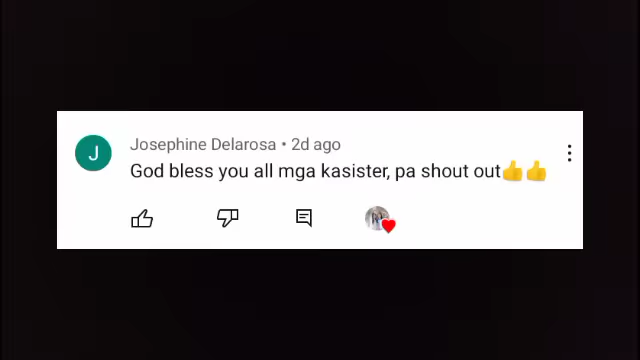 J
Josephine Delarosa • 2d ago
God bless you all mga kasister, pa shout out👍👍